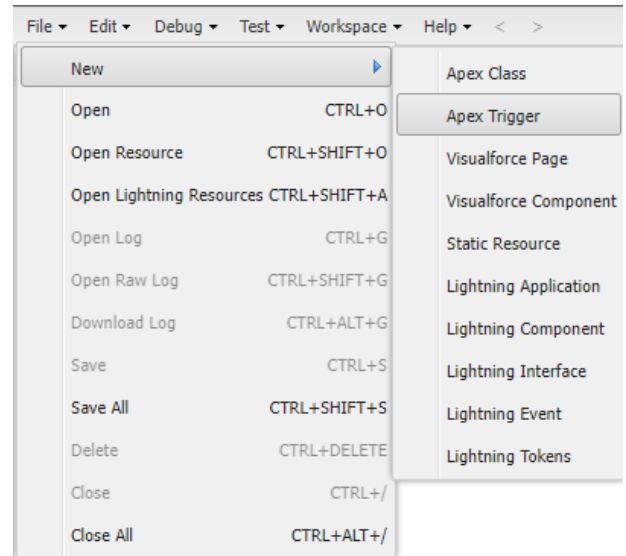 File ▾ Edit ▾ Debug ▾ Test ▾ Workspace ▾ Help ▾ < >
New
Open CTRL+O
Open Resource CTRL+SHIFT+O
Open Lightning Resources CTRL+SHIFT+A
Open Log CTRL+G
Open Raw Log CTRL+SHIFT+G
Download Log CTRL+ALT+G
Save CTRL+S
Save All CTRL+SHIFT+S
Delete CTRL+DELETE
Close CTRL+/
Close All CTRL+ALT+/
Apex Class
Apex Trigger
Visualforce Page
Visualforce Component
Static Resource
Lightning Application
Lightning Component
Lightning Interface
Lightning Event
Lightning Tokens